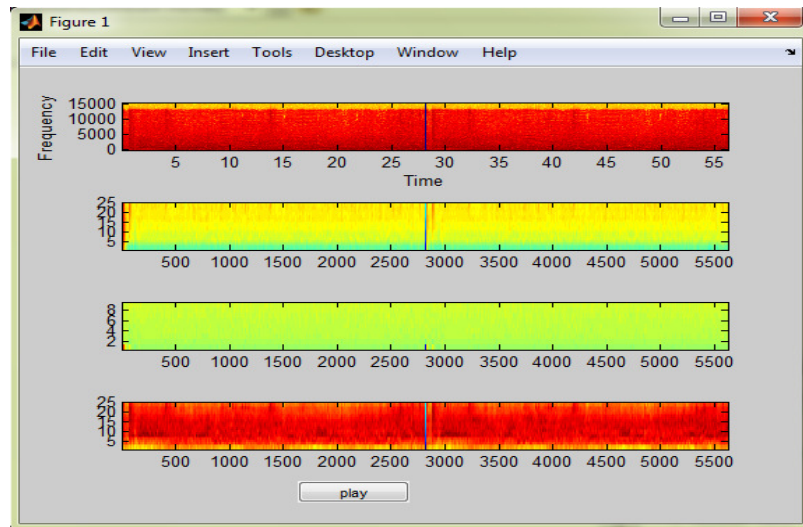 Figure 1
File Edit View Insert Tools Desktop Window Help
Frequency
15000
10000
5000
0
5 10 15 20 25 30 35 40 45 50 55
Time
25
20
15
10
5
500 1000 1500 2000 2500 3000 3500 4000 4500 5000 5500
8
6
4
2
500 1000 1500 2000 2500 3000 3500 4000 4500 5000 5500
25
20
15
10
5
500 1000 1500 2000 2500 3000 3500 4000 4500 5000 5500
play